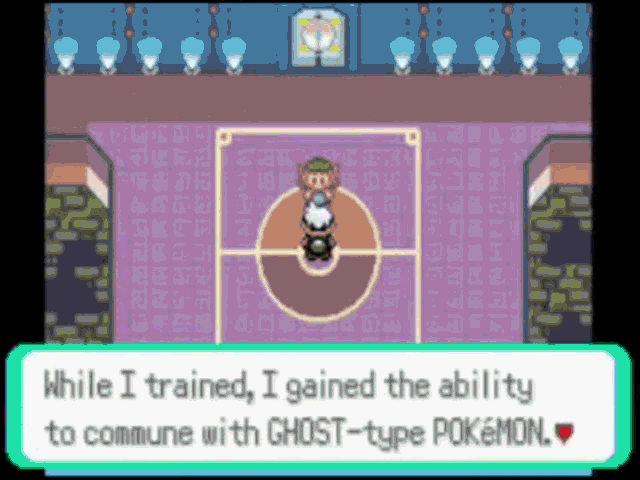 While I trained, I gained the ability
to commune with GHOST-type POKéMON.